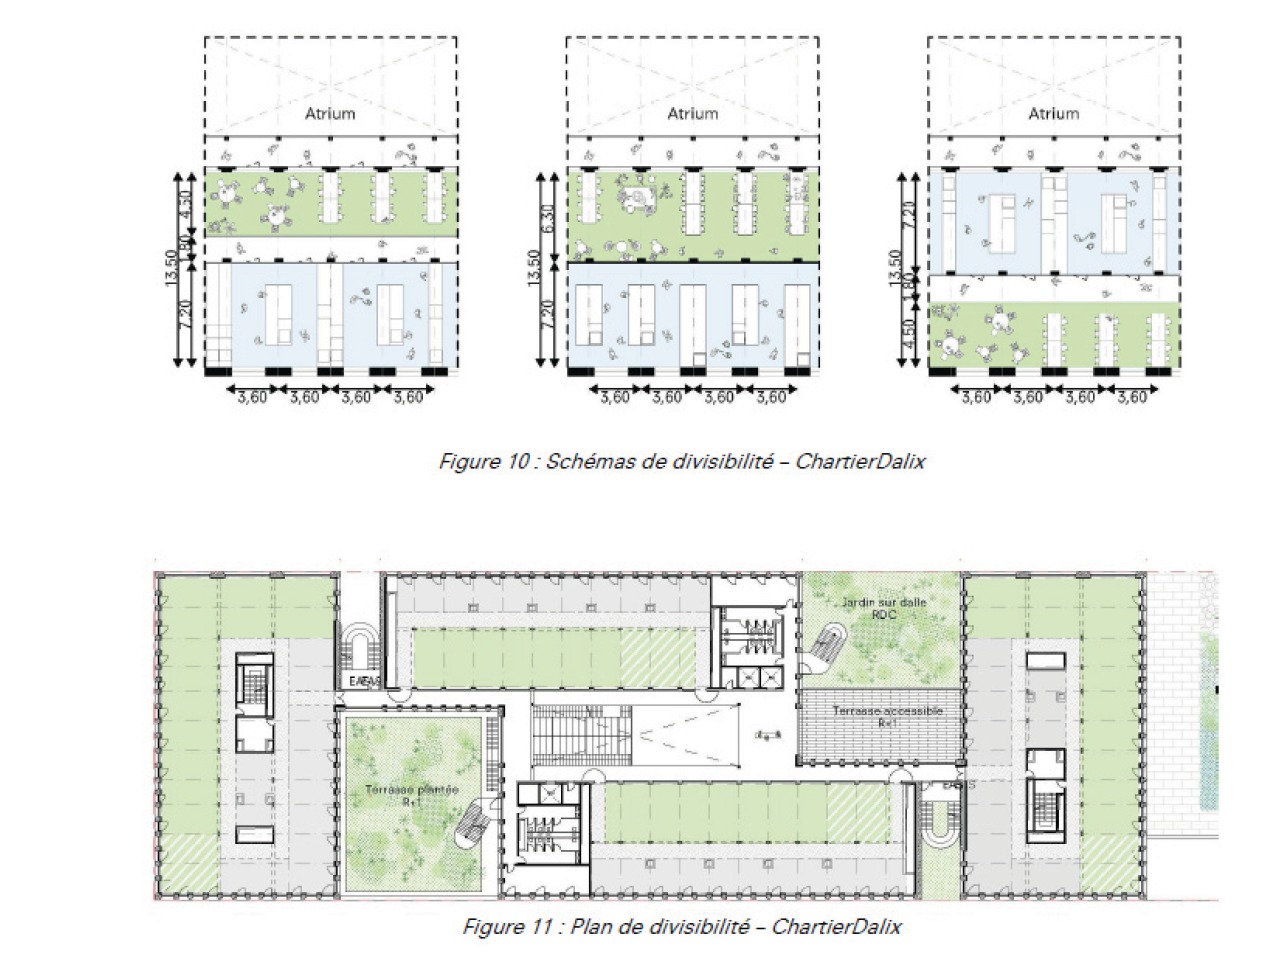 Atrium
Atrium
Atrium
4.50
1.80
13.50
7.20
6.30
13.50
7.20
7.20
13.50
1.80
4.50
3,60 3,60 3,60 3,60
3,60 3,60 3,60 3,60
3,60 3,60 3,60 3,60
Figure 10 : Schémas de divisibilité – ChartierDalix
Jardin sur dalle
RDC
Terrasse accessible
R+1
Terrasse plantée
R+1
Figure 11 : Plan de divisibilité – ChartierDalix